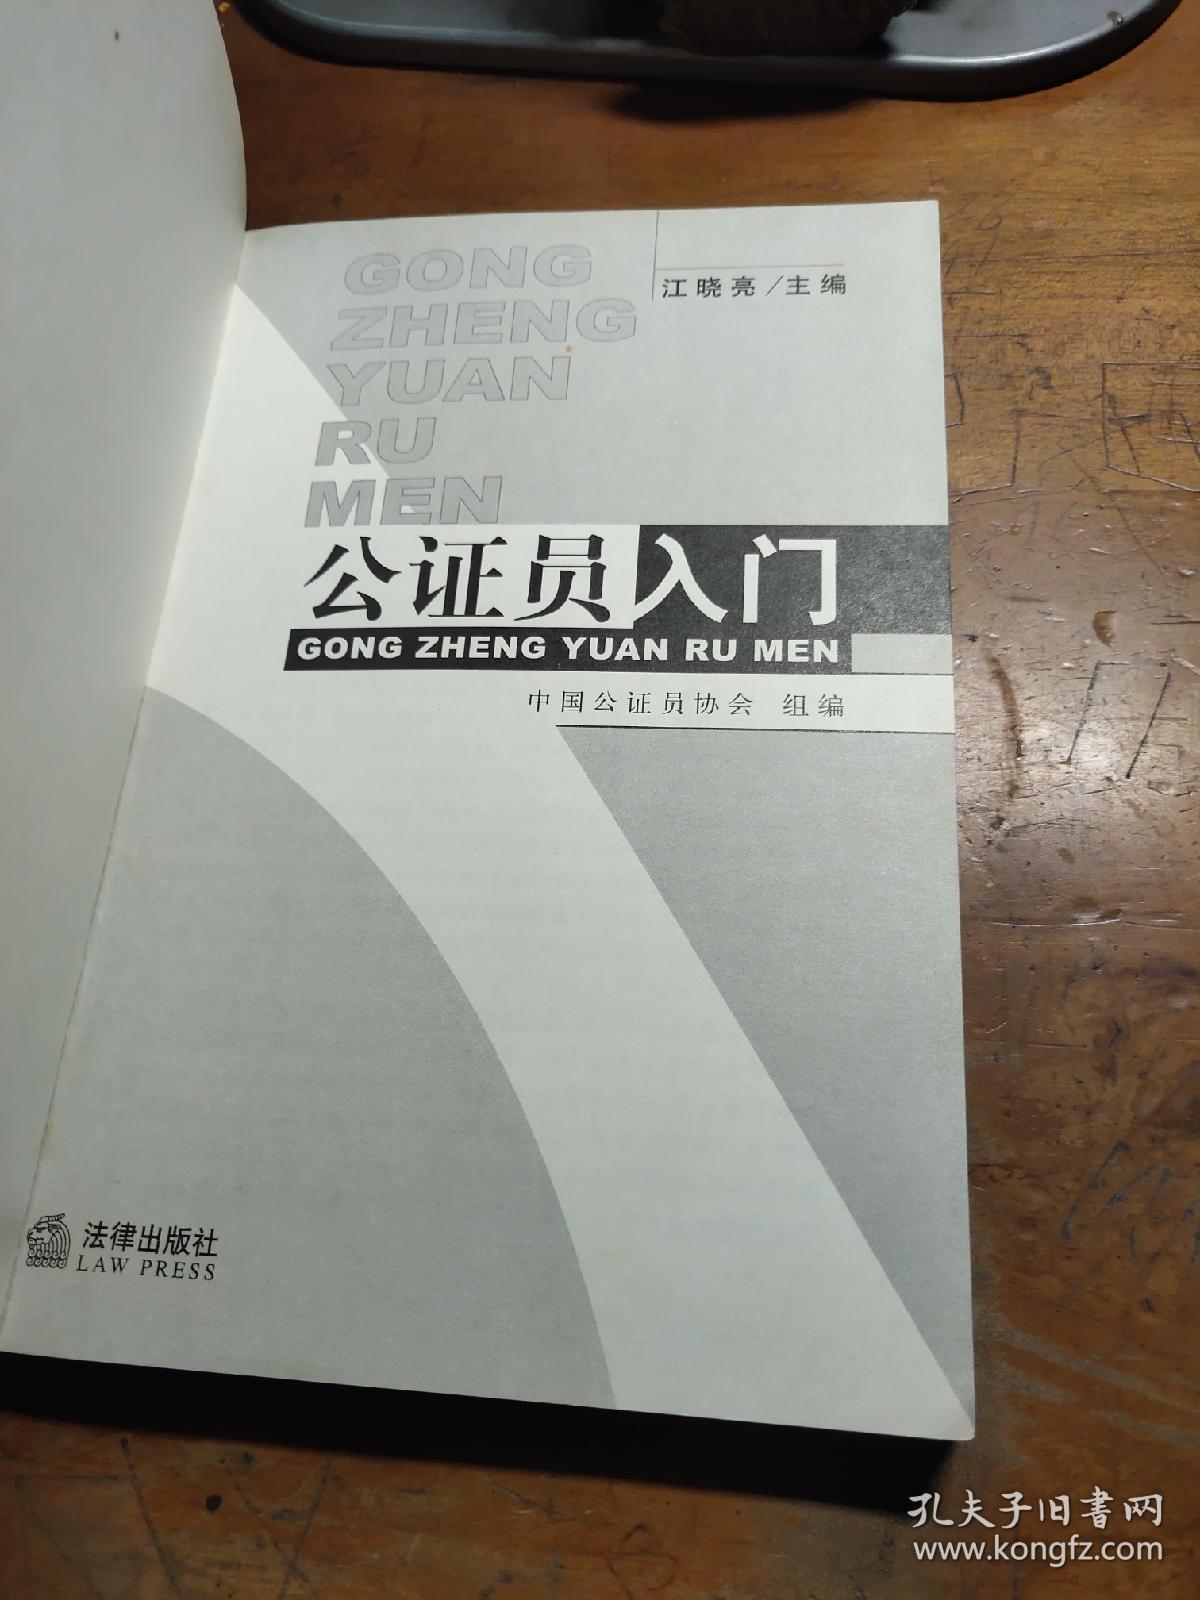 江晓亮/主编
GONG
ZHENG
YUAN
RU
MEN
公证员入门
GONG ZHENG YUAN RU MEN
中国公证员协会 组编
法律出版社
LAW PRESS
孔夫子旧書网
www.kongfz.com